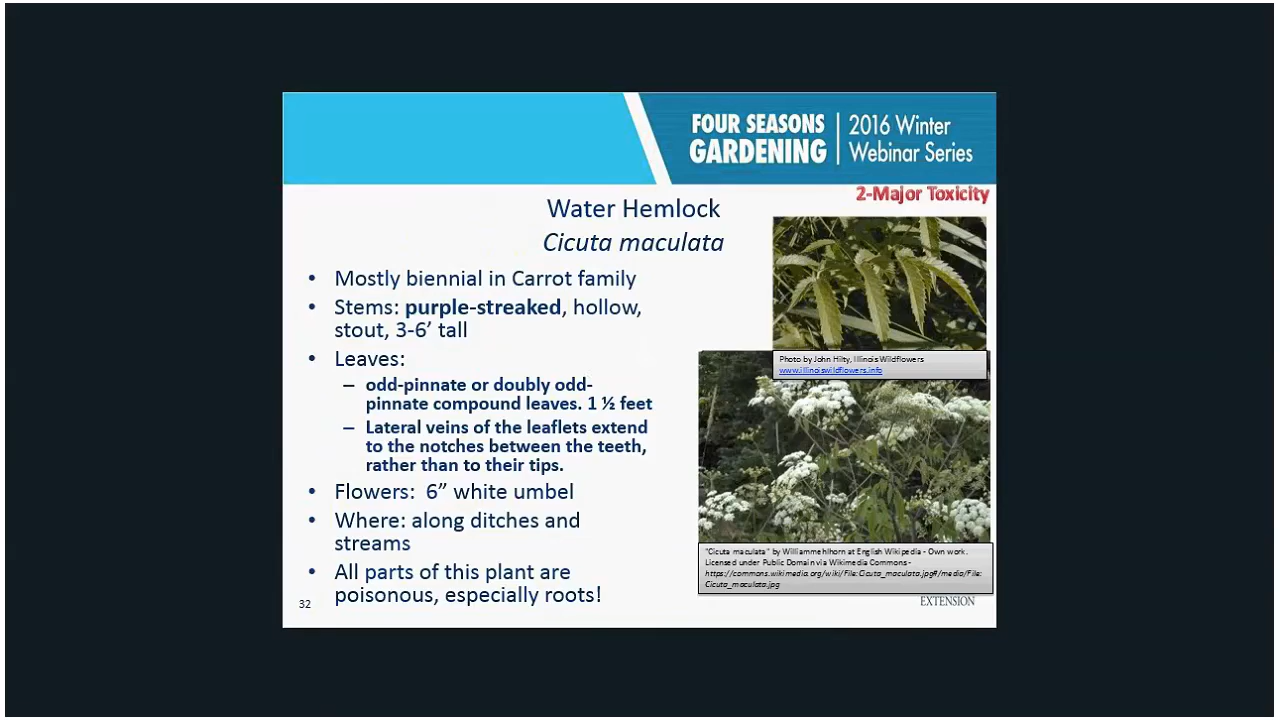 FOUR SEASONS
GARDENING
2016 Winter
Webinar Series
2-Major Toxicity
Water Hemlock
Cicuta maculata
• Mostly biennial in Carrot family
• Stems: purple-streaked, hollow,
stout, 3-6’ tall
• Leaves:
– odd-pinnate or doubly odd-
pinnate compound leaves. 1 ½ feet
– Lateral veins of the leaflets extend
to the notches between the teeth,
rather than to their tips.
• Flowers: 6” white umbel
• Where: along ditches and
streams
• All parts of this plant are
poisonous, especially roots!
Photo by John Hilty, Illinois Wildflowers
www.illinoiswildflowers.info
"Cicuta maculata" by Williammehlhorn at English Wikipedia - Own work.
Licensed under Public Domain via Wikimedia Commons -
https://commons.wikimedia.org/wiki/File:Cicuta_maculata.jpg#/media/File:
Cicuta_maculata.jpg
32
EXTENSION